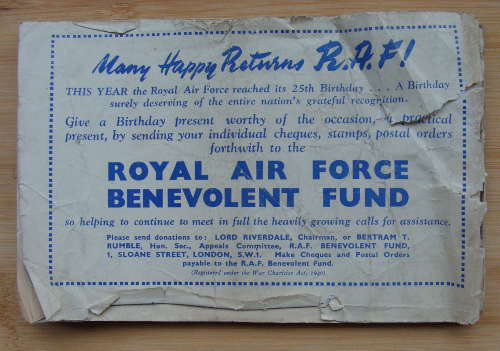 Many Happy Returns R.A.F!
THIS YEAR the Royal Air Force reached its 25th Birthday . . . A Birthday
surely deserving of the entire nation's grateful recognition.
Give a Birthday present worthy of the occasion, a practical
present, by sending your individual cheques, stamps, postal orders
forthwith to the
ROYAL AIR FORCE
BENEVOLENT FUND
so helping to continue to meet in full the heavily growing calls for assistance.
Please send donations to: LORD RIVERDALE, Chairman, or BERTRAM T.
RUMBLE, Hon. Sec., Appeals Committee, R.A.F. BENEVOLENT FUND,
1, SLOANE STREET, LONDON, S.W.1. Make Cheques and Postal Orders
payable to the R.A.F. Benevolent Fund.
(Registered under the War Charities Act, 1940)